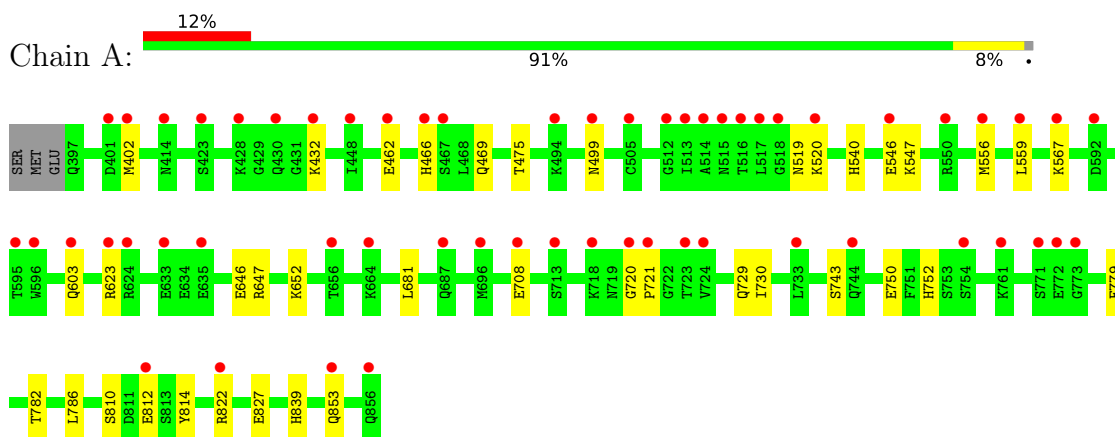 12%
Chain A:
91% 8% •
SER MET GLU Q397 D401 M402 N414 S423 K428 G429 Q430 G431 K432 I448 E462 H466 S467 L468 Q469 T475 K494 N499 C505 G512 I513 A514 N515 T516 L517 G518 N519 K520 H540 E546 K547 R550 M556 L559 K567 D592
T595 W596 Q603 R623 R624 E633 E634 E635 E646 R647 K652 T656 K664 L681 Q687 M696 E708 S713 K718 N719 G720 P721 G722 T723 V724 Q729 I730 L733 S743 Q744 E750 F751 H752 S753 S754 K761 S771 E772 G773
T782 L786 S810 D811 E812 S813 Y814 R822 E827 H839 Q853 Q856